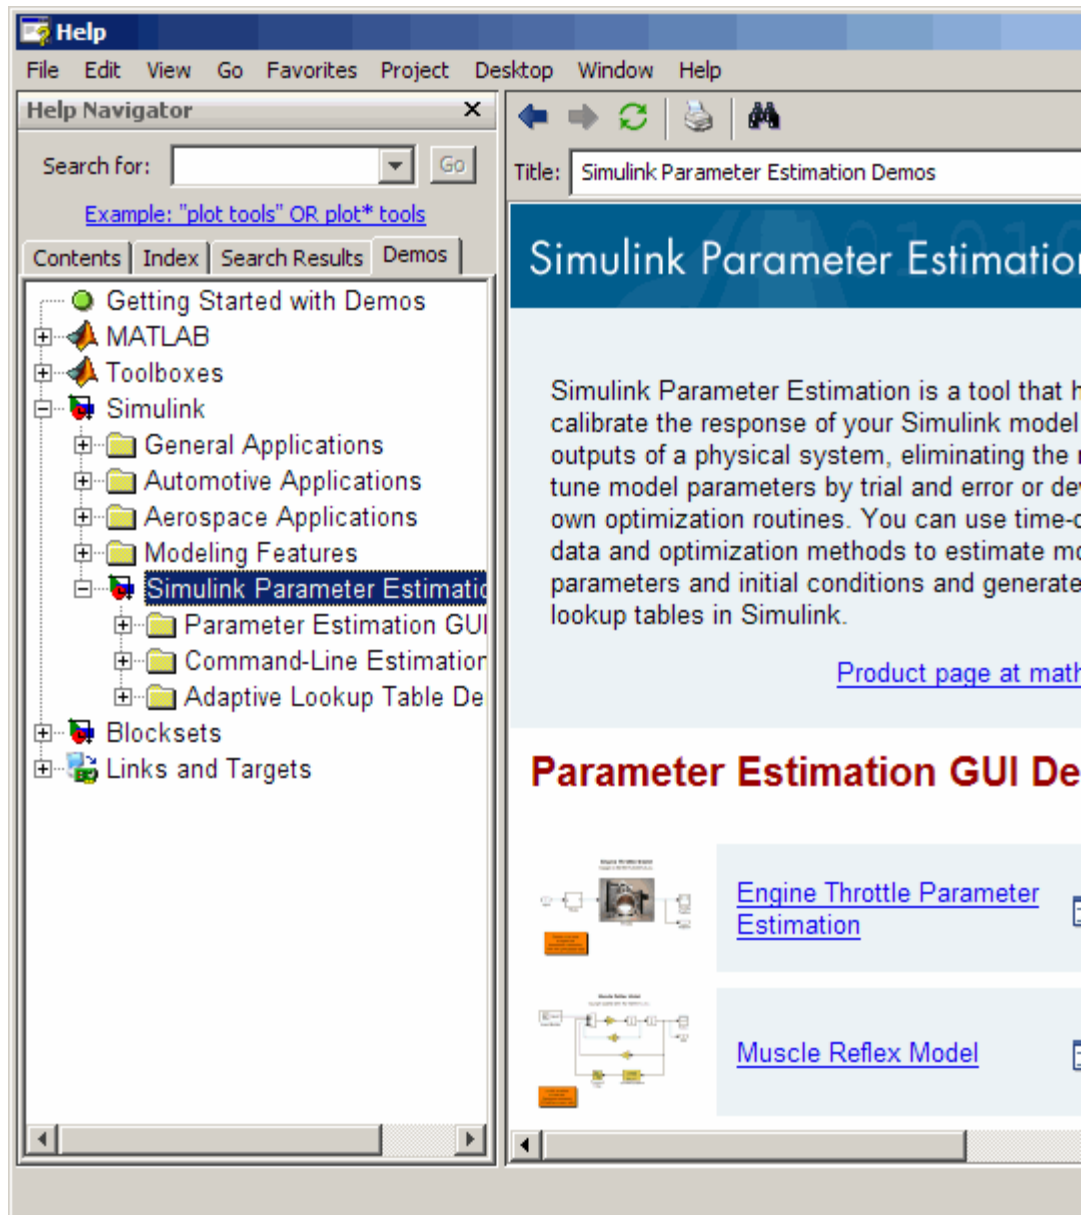 Help
File Edit View Go Favorites Project Desktop Window Help
Help Navigator
Search for:
Go
Example: "plot tools" OR plot* tools
Contents Index Search Results Demos
Getting Started with Demos
MATLAB
Toolboxes
Simulink
General Applications
Automotive Applications
Aerospace Applications
Modeling Features
Simulink Parameter Estimatio
Parameter Estimation GUI
Command-Line Estimation
Adaptive Lookup Table De
Blocksets
Links and Targets
Title: Simulink Parameter Estimation Demos
Simulink Parameter Estimation
Simulink Parameter Estimation is a tool that h
calibrate the response of your Simulink model
outputs of a physical system, eliminating the
tune model parameters by trial and error or de
own optimization routines. You can use time-
data and optimization methods to estimate mo
parameters and initial conditions and generate
lookup tables in Simulink.
Product page at math
Parameter Estimation GUI De
Engine Throttle Parameter
Estimation
Muscle Reflex Model